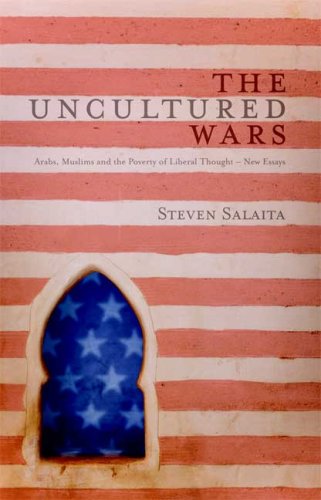 THE
UNCULTURED
WARS
Arabs, Muslims and the Poverty of Liberal Thought – New Essays
STEVEN SALAITA